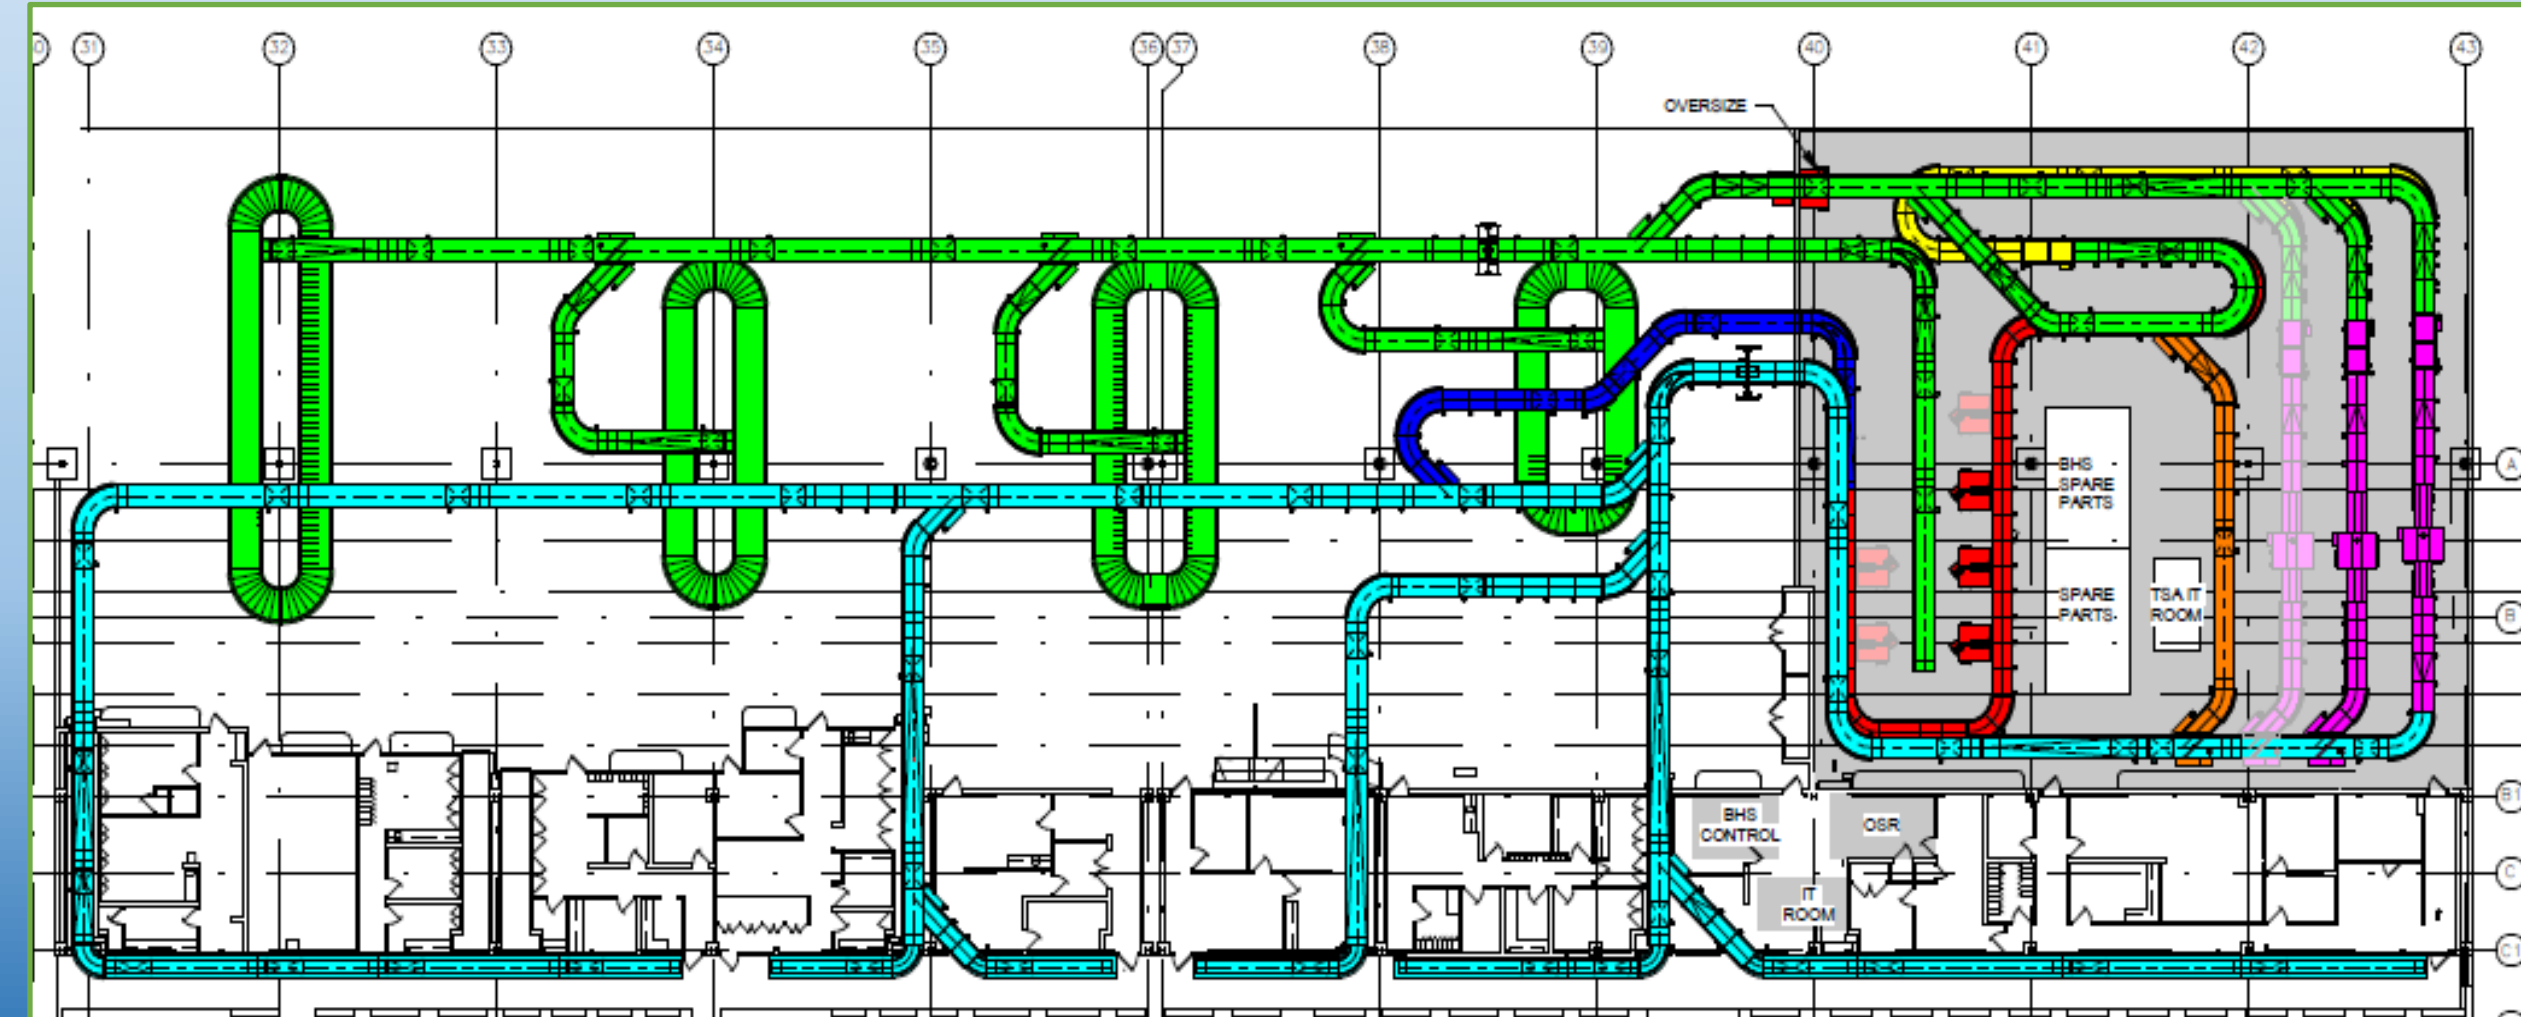 31
32
33
34
35
36
37
38
39
40
41
42
43
OVERSIZE
A
BHS
SPARE
PARTS
SPARE
PARTS
TSA IT
ROOM
B
B1
BHS
CONTROL
OSR
C
IT
ROOM
C1